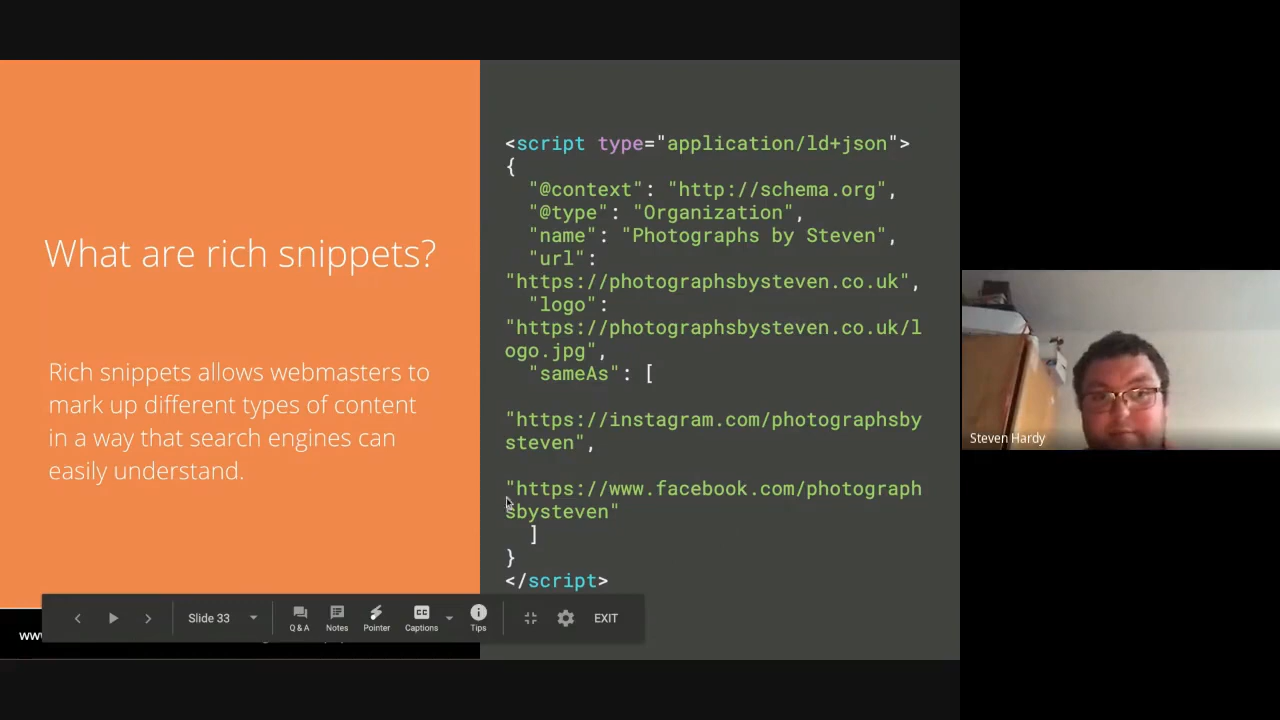 What are rich snippets?
Rich snippets allows webmasters to
mark up different types of content
in a way that search engines can
easily understand.
<script type="application/ld+json">
{
"@context": "http://schema.org",
"@type": "Organization",
"name": "Photographs by Steven",
"url":
"https://photographsbysteven.co.uk",
"logo":
"https://photographsbysteven.co.uk/l
ogo.jpg",
"sameAs": [
"https://instagram.com/photographsby
steven",
"https://www.facebook.com/photograph
sbysteven"
]
}
</script>
Slide 33
Q & A
Notes
Pointer
Captions
CC
Tips
EXIT
Steven Hardy